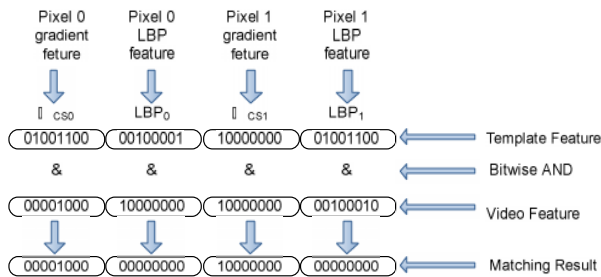 Pixel 0 gradient feture
Pixel 0 LBP feature
Pixel 1 gradient feture
Pixel 1 LBP feature
CS0 LBP0 CS1 LBP1
01001100 00100001 10000000 01001100 Template Feature
& & & & Bitwise AND
00001000 10000000 10000000 00100010 Video Feature
00001000 00000000 10000000 00000000 Matching Result